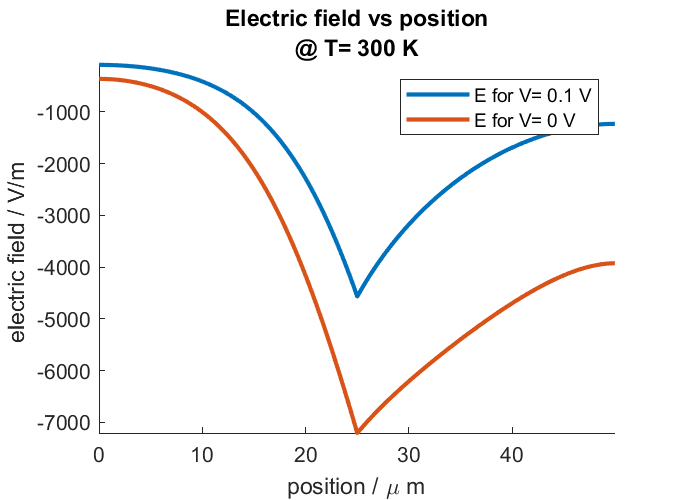 Electric field vs position
@ T= 300 K
E for V= 0.1 V
E for V= 0 V
electric field / V/m
-1000
-2000
-3000
-4000
-5000
-6000
-7000
0
10
20
30
40
position / μ m